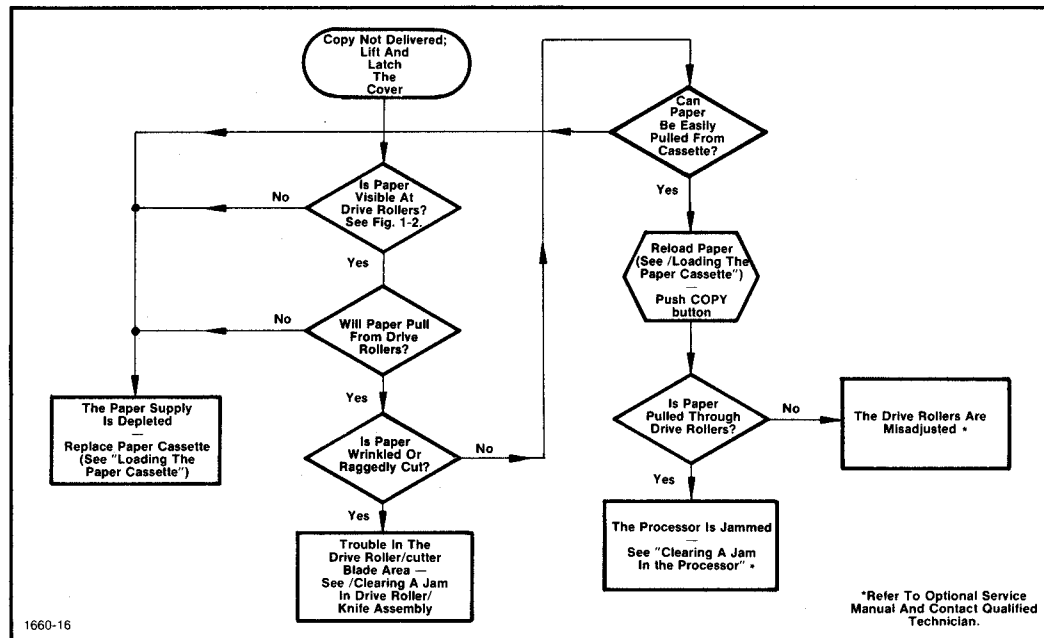 Copy Not Delivered;
Lift And
Latch
The
Cover
Is Paper
Visible At
Drive Rollers?
See Fig. 1-2.
No
Yes
Will Paper Pull
From Drive
Rollers?
No
Yes
The Paper Supply
Is Depleted
—
Replace Paper Cassette
(See "Loading The
Paper Cassette")
Is Paper
Wrinkled Or
Raggedly Cut?
No
Yes
Trouble In The
Drive Roller/cutter
Blade Area —
See /Clearing A Jam
In Drive Roller/
Knife Assembly
Can
Paper
Be Easily
Pulled From
Cassette?
Yes
Reload Paper
(See /Loading The
Paper Cassette")
—
Push COPY
button
Is Paper
Pulled Through
Drive Rollers?
No
The Drive Rollers Are
Misadjusted *
Yes
The Processor Is Jammed
—
See "Clearing A Jam
In the Processor" *
*Refer To Optional Service
Manual And Contact Qualified
Technician.
1660-16